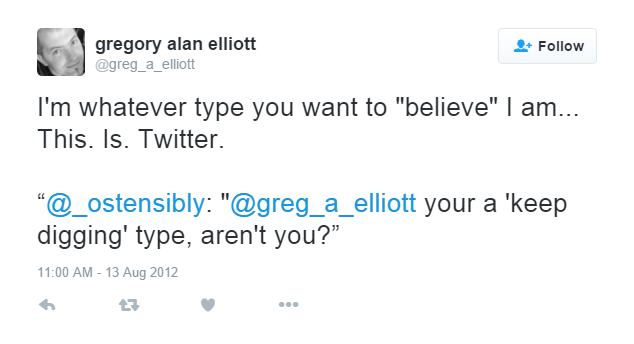 gregory alan elliott
@greg_a_elliott
Follow
I'm whatever type you want to "believe" I am...
This. Is. Twitter.
“@_ostensibly: "@greg_a_elliott your a 'keep
digging' type, aren't you?”
11:00 AM - 13 Aug 2012